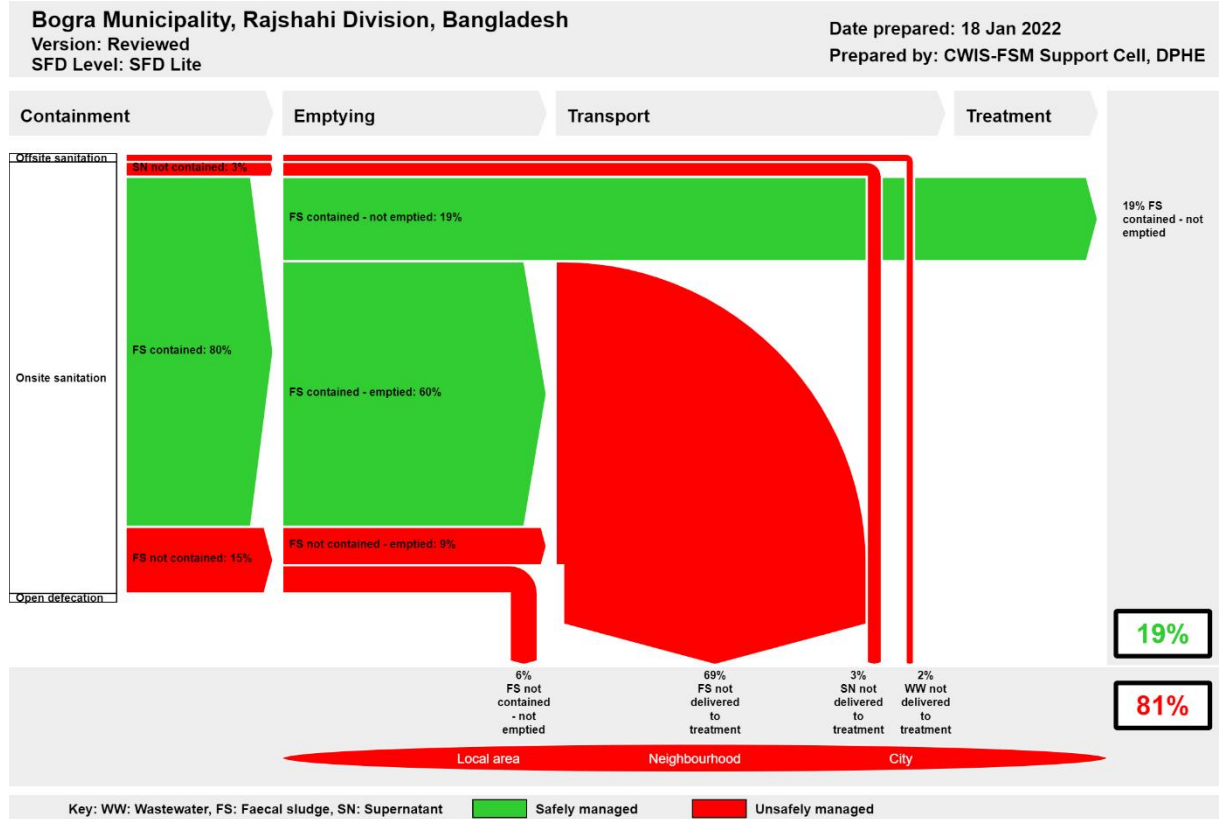 Bogra Municipality, Rajshahi Division, Bangladesh
Version: Reviewed
SFD Level: SFD Lite
Date prepared: 18 Jan 2022
Prepared by: CWIS-FSM Support Cell, DPHE
Containment
Emptying
Transport
Treatment
Offsite sanitation
SN not contained: 3%
FS contained - not emptied: 19%
19% FS
contained - not
emptied
FS contained: 80%
Onsite sanitation
FS contained - emptied: 60%
FS not contained - emptied: 9%
FS not contained: 15%
Open defecation
19%
6%
FS not
contained
- not
emptied
69%
FS not
delivered
to
treatment
3%
SN not
delivered
to
treatment
2%
WW not
delivered
to
treatment
81%
Local area
Neighbourhood
City
Key: WW: Wastewater, FS: Faecal sludge, SN: Supernatant
Safely managed
Unsafely managed